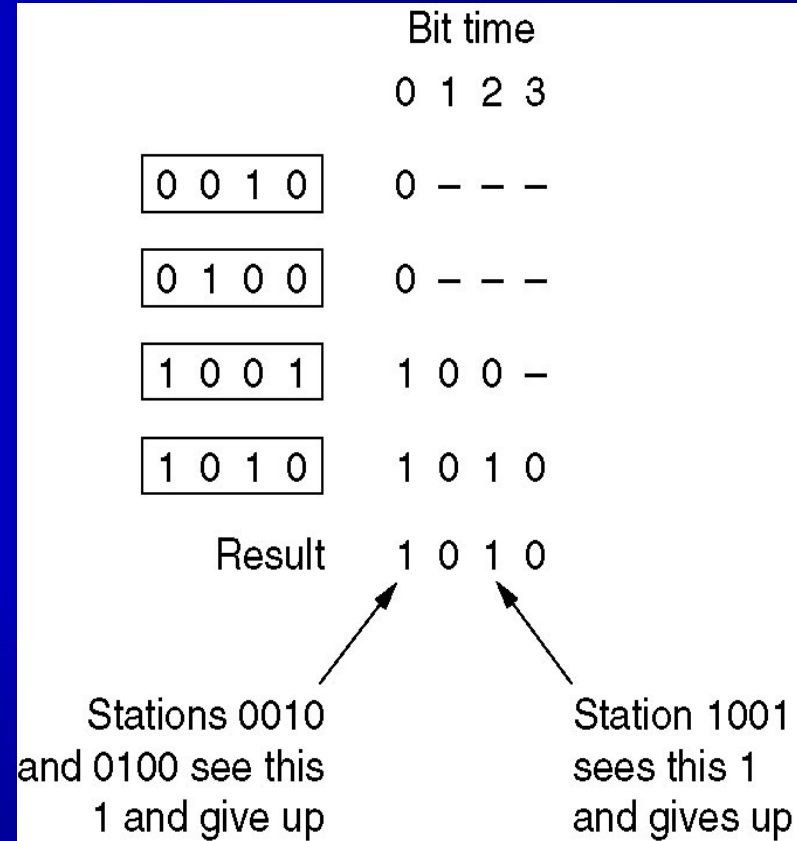 Bit time
0 1 2 3
0 0 1 0 0 – – –
0 1 0 0 0 – – –
1 0 0 1 1 0 0 –
1 0 1 0 1 0 1 0
Result 1 0 1 0
Stations 0010
and 0100 see this
1 and give up
Station 1001
sees this 1
and gives up